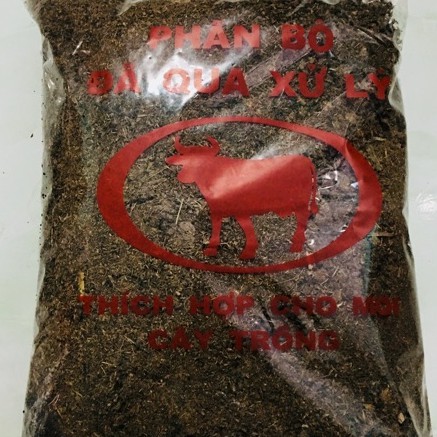 PHÂN BÒ
ĐÃ QUA XỬ LÝ
THÍCH HỢP CHO MỌI
CÂY TRỒNG